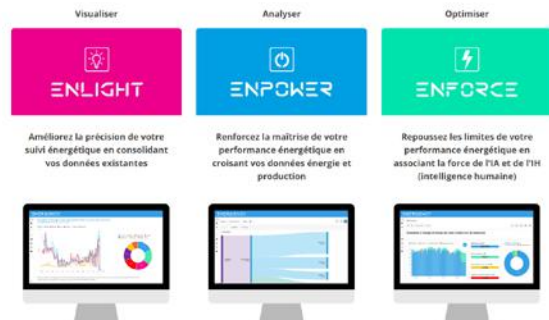 Visualiser
Analyser
Optimiser
ENLIGHT
ENPOWER
ENFORCE
Améliorez la précision de votre
suivi énergétique en consolidant
vos données existantes
Renforcez la maîtrise de votre
performance énergétique en
croisant vos données énergie et
production
Repoussez les limites de votre
performance énergétique en
associant la force de l'IA et de l'IH
(intelligence humaine)